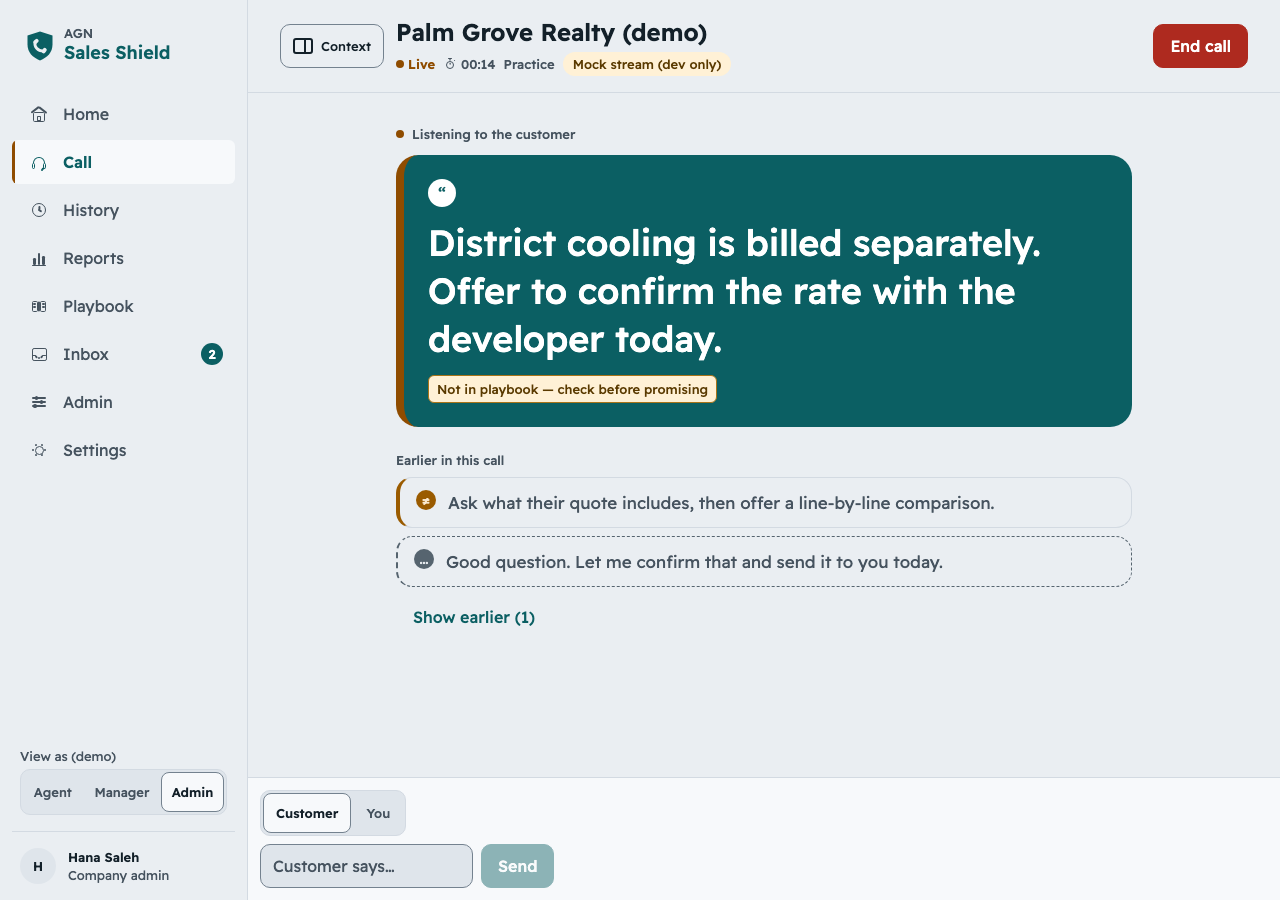 AGN
Sales Shield
Home
Call
History
Reports
Playbook
Inbox
2
Admin
Settings
View as (demo)
Agent
Manager
Admin
H
Hana Saleh
Company admin
Context
Palm Grove Realty (demo)
Live
00:14
Practice
Mock stream (dev only)
End call
Listening to the customer
“
District cooling is billed separately.
Offer to confirm the rate with the
developer today.
Not in playbook — check before promising
Earlier in this call
≠
Ask what their quote includes, then offer a line-by-line comparison.
…
Good question. Let me confirm that and send it to you today.
Show earlier (1)
Customer
You
Customer says…
Send